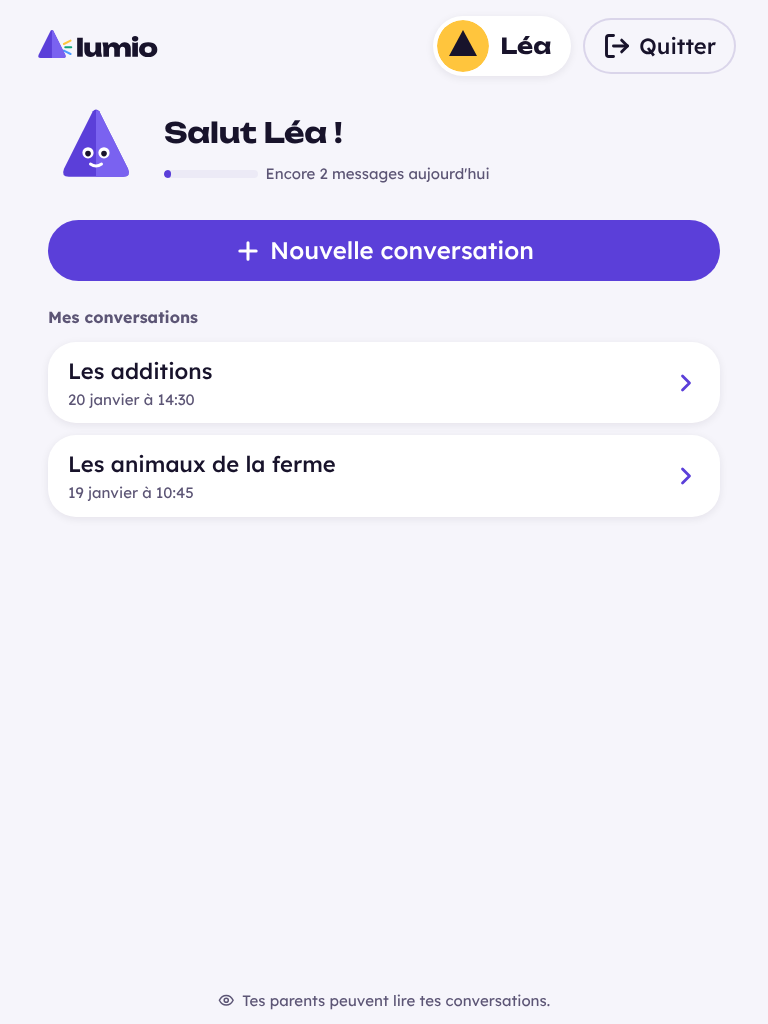 lumio
Léa
Quitter
Salut Léa !
Encore 2 messages aujourd'hui
Nouvelle conversation
Mes conversations
Les additions
20 janvier à 14:30
Les animaux de la ferme
19 janvier à 10:45
Tes parents peuvent lire tes conversations.